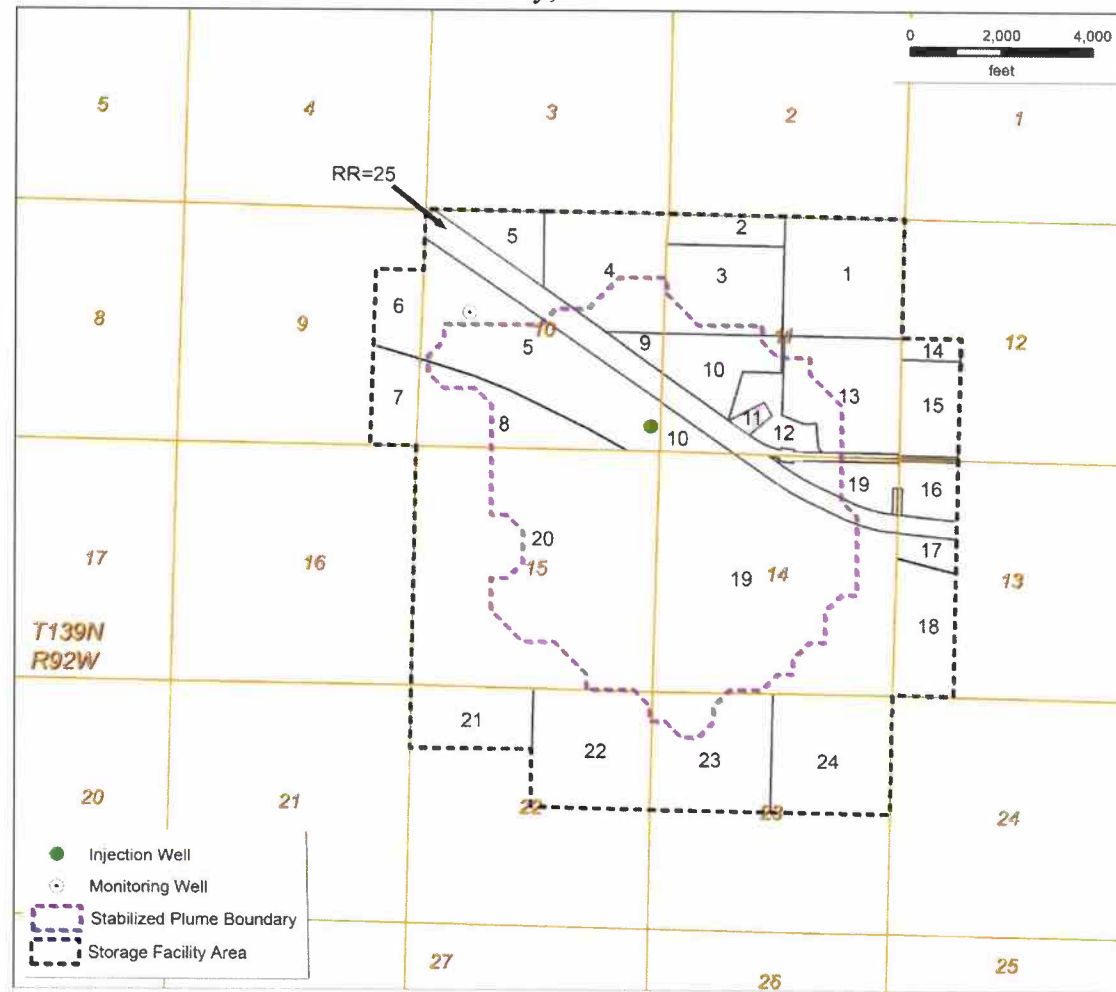 0 2,000 4,000
feet
5 4 3 2 1
RR=25
5 4 2
3 1
6
8 9 10 11 12
5 9 10 14
7 8 13 15
11
10 12
19 16
20 17
17 16 15 19 14 13
18
T139N
R92W
21 22 23 24
20 21 22 23 24
Injection Well
Monitoring Well
Stabilized Plume Boundary
Storage Facility Area
27 26 25